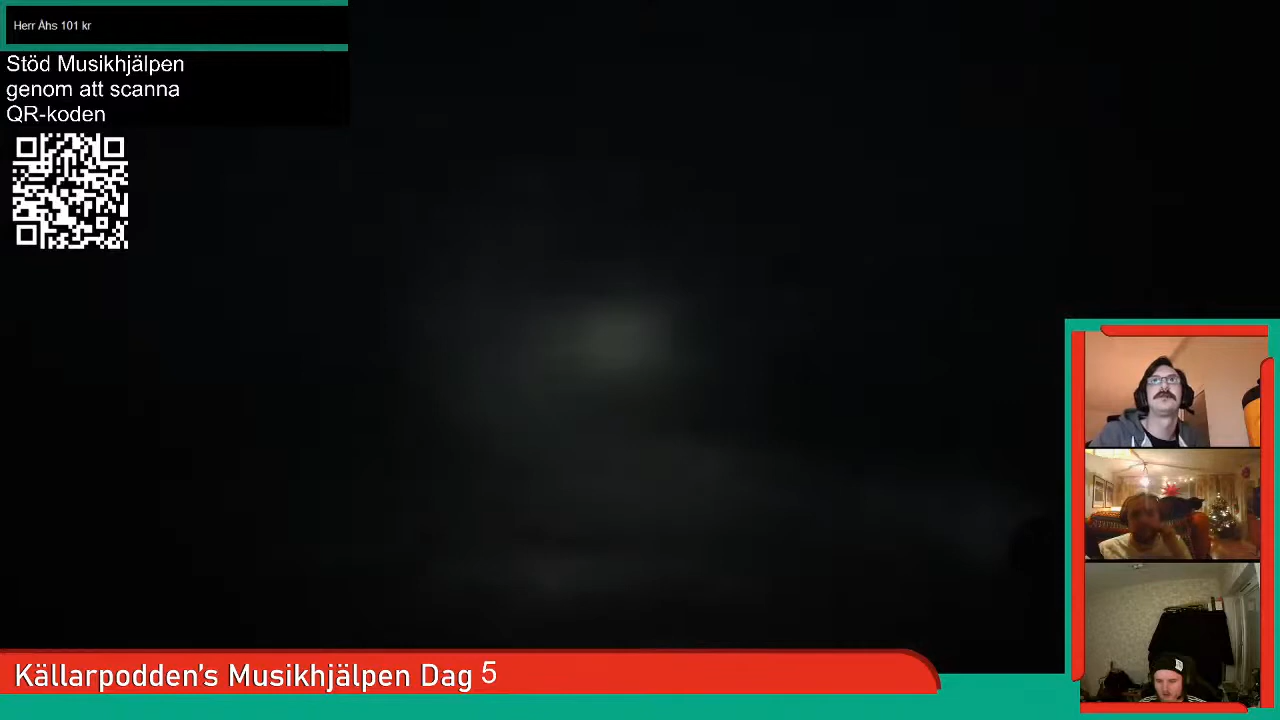 Herr Åhs 101 kr
Stöd Musikhjälpen
genom att scanna
QR-koden
Källarpodden's Musikhjälpen Dag 5